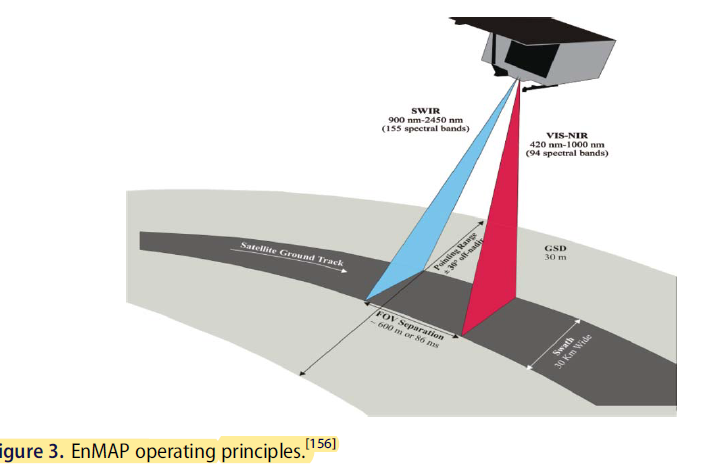 SWIR
900 nm-2450 nm
(155 spectral bands)
VIS-NIR
420 nm-1000 nm
(94 spectral bands)
Satellite Ground Track
Pointing Range
± 30° off-nadir
GSD
30 m
FOV Separation
~ 600 m or 86 ms
Swath
30 Km Wide
igure 3. EnMAP operating principles.[156]